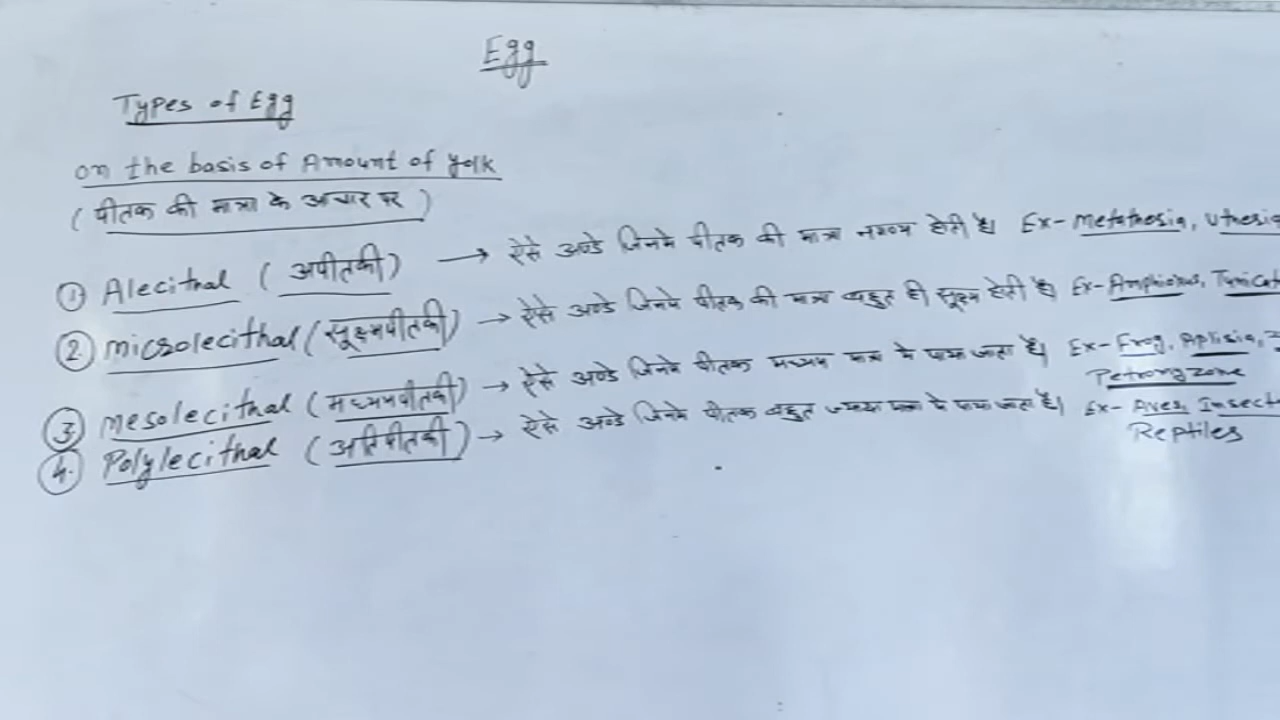 Egg
Types of Egg
on the basis of Amount of yolk
(पीतक की मात्रा के आधार पर)
① Alecithal (अपीतकी) → ऐसे अण्डे जिनमे पीतक की मात्रा नगण्य होती है। Ex- Metatheria, Utheria
② Microlecithal (सूक्ष्मपीतकी) → ऐसे अण्डे जिनमे पीतक की मात्रा बहुत ही सूक्ष्म होती है Ex- Amphioxus, Tunicat
③ Mesolecithal (मध्यमपीतकी) → ऐसे अण्डे जिनमे पीतक मध्यम मात्रा मे पाया जाता है। Ex- Frog, Aplisia,
Petromyzone
④ Polylecithal (अतिपीतकी) → ऐसे अण्डे जिनमे पीतक बहुत ज्यादा मात्रा मे पाया जाता है। Ex- Aves, Insect
Reptiles